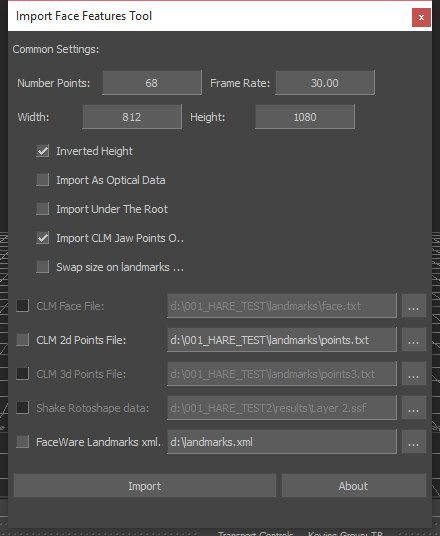 Import Face Features Tool
x
Common Settings:
Number Points: 68 Frame Rate: 30.00
Width: 812 Height: 1080
Inverted Height
Import As Optical Data
Import Under The Root
Import CLM Jaw Points O..
Swap size on landmarks ...
CLM Face File: d:\001_HARE_TEST\landmarks\face.txt ...
CLM 2d Points File: d:\001_HARE_TEST\landmarks\points.txt ...
CLM 3d Points File: d:\001_HARE_TEST\landmarks\points3.txt ...
Shake Rotoshape data: d:\001_HARE_TEST2\results\Layer 2.ssf ...
FaceWare Landmarks xml. d:\landmarks.xml ...
Import About
Transport Controls Keying Group: TR